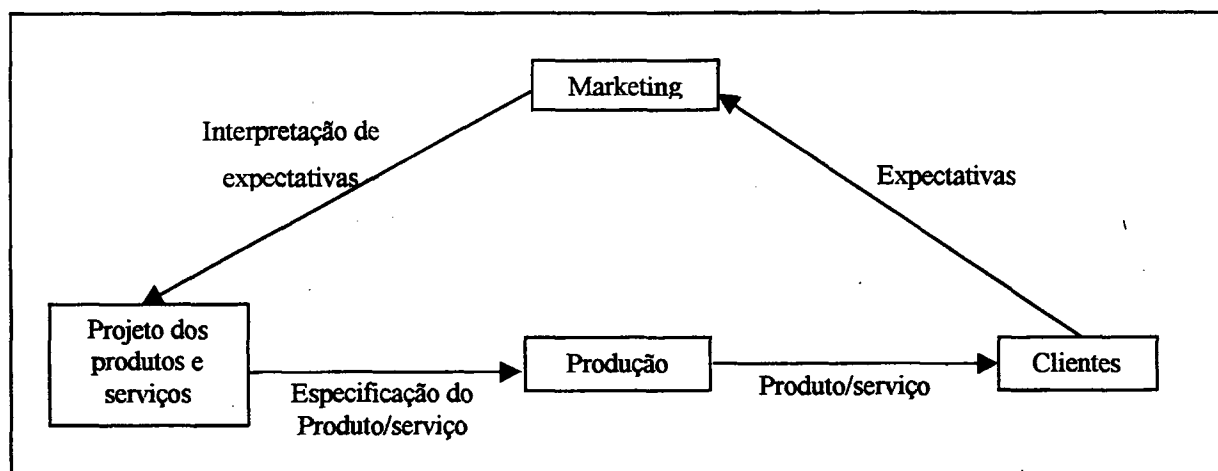 Marketing
Interpretação de
expectativas
Expectativas
Projeto dos
produtos e
serviços
Especificação do
Produto/serviço
Produção
Produto/serviço
Clientes